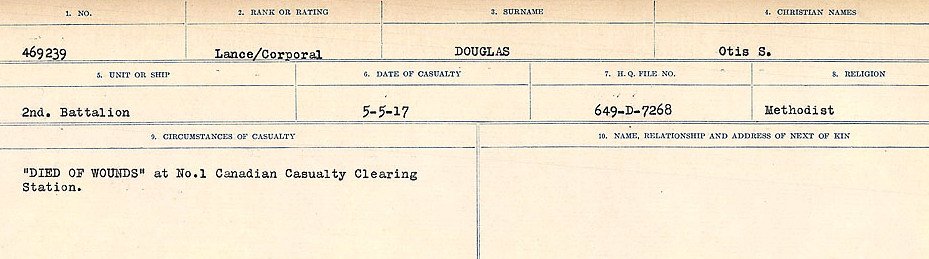 1. NO. 2. RANK OR RATING 3. SURNAME 4. CHRISTIAN NAMES
469239 Lance/Corporal DOUGLAS Otis S.
5. UNIT OR SHIP 6. DATE OF CASUALTY 7. H.Q. FILE NO. 8. RELIGION
2nd. Battalion 5-5-17 649-D-7268 Methodist
9. CIRCUMSTANCES OF CASUALTY 10. NAME, RELATIONSHIP AND ADDRESS OF NEXT OF KIN
"DIED OF WOUNDS" at No.1 Canadian Casualty Clearing
Station.